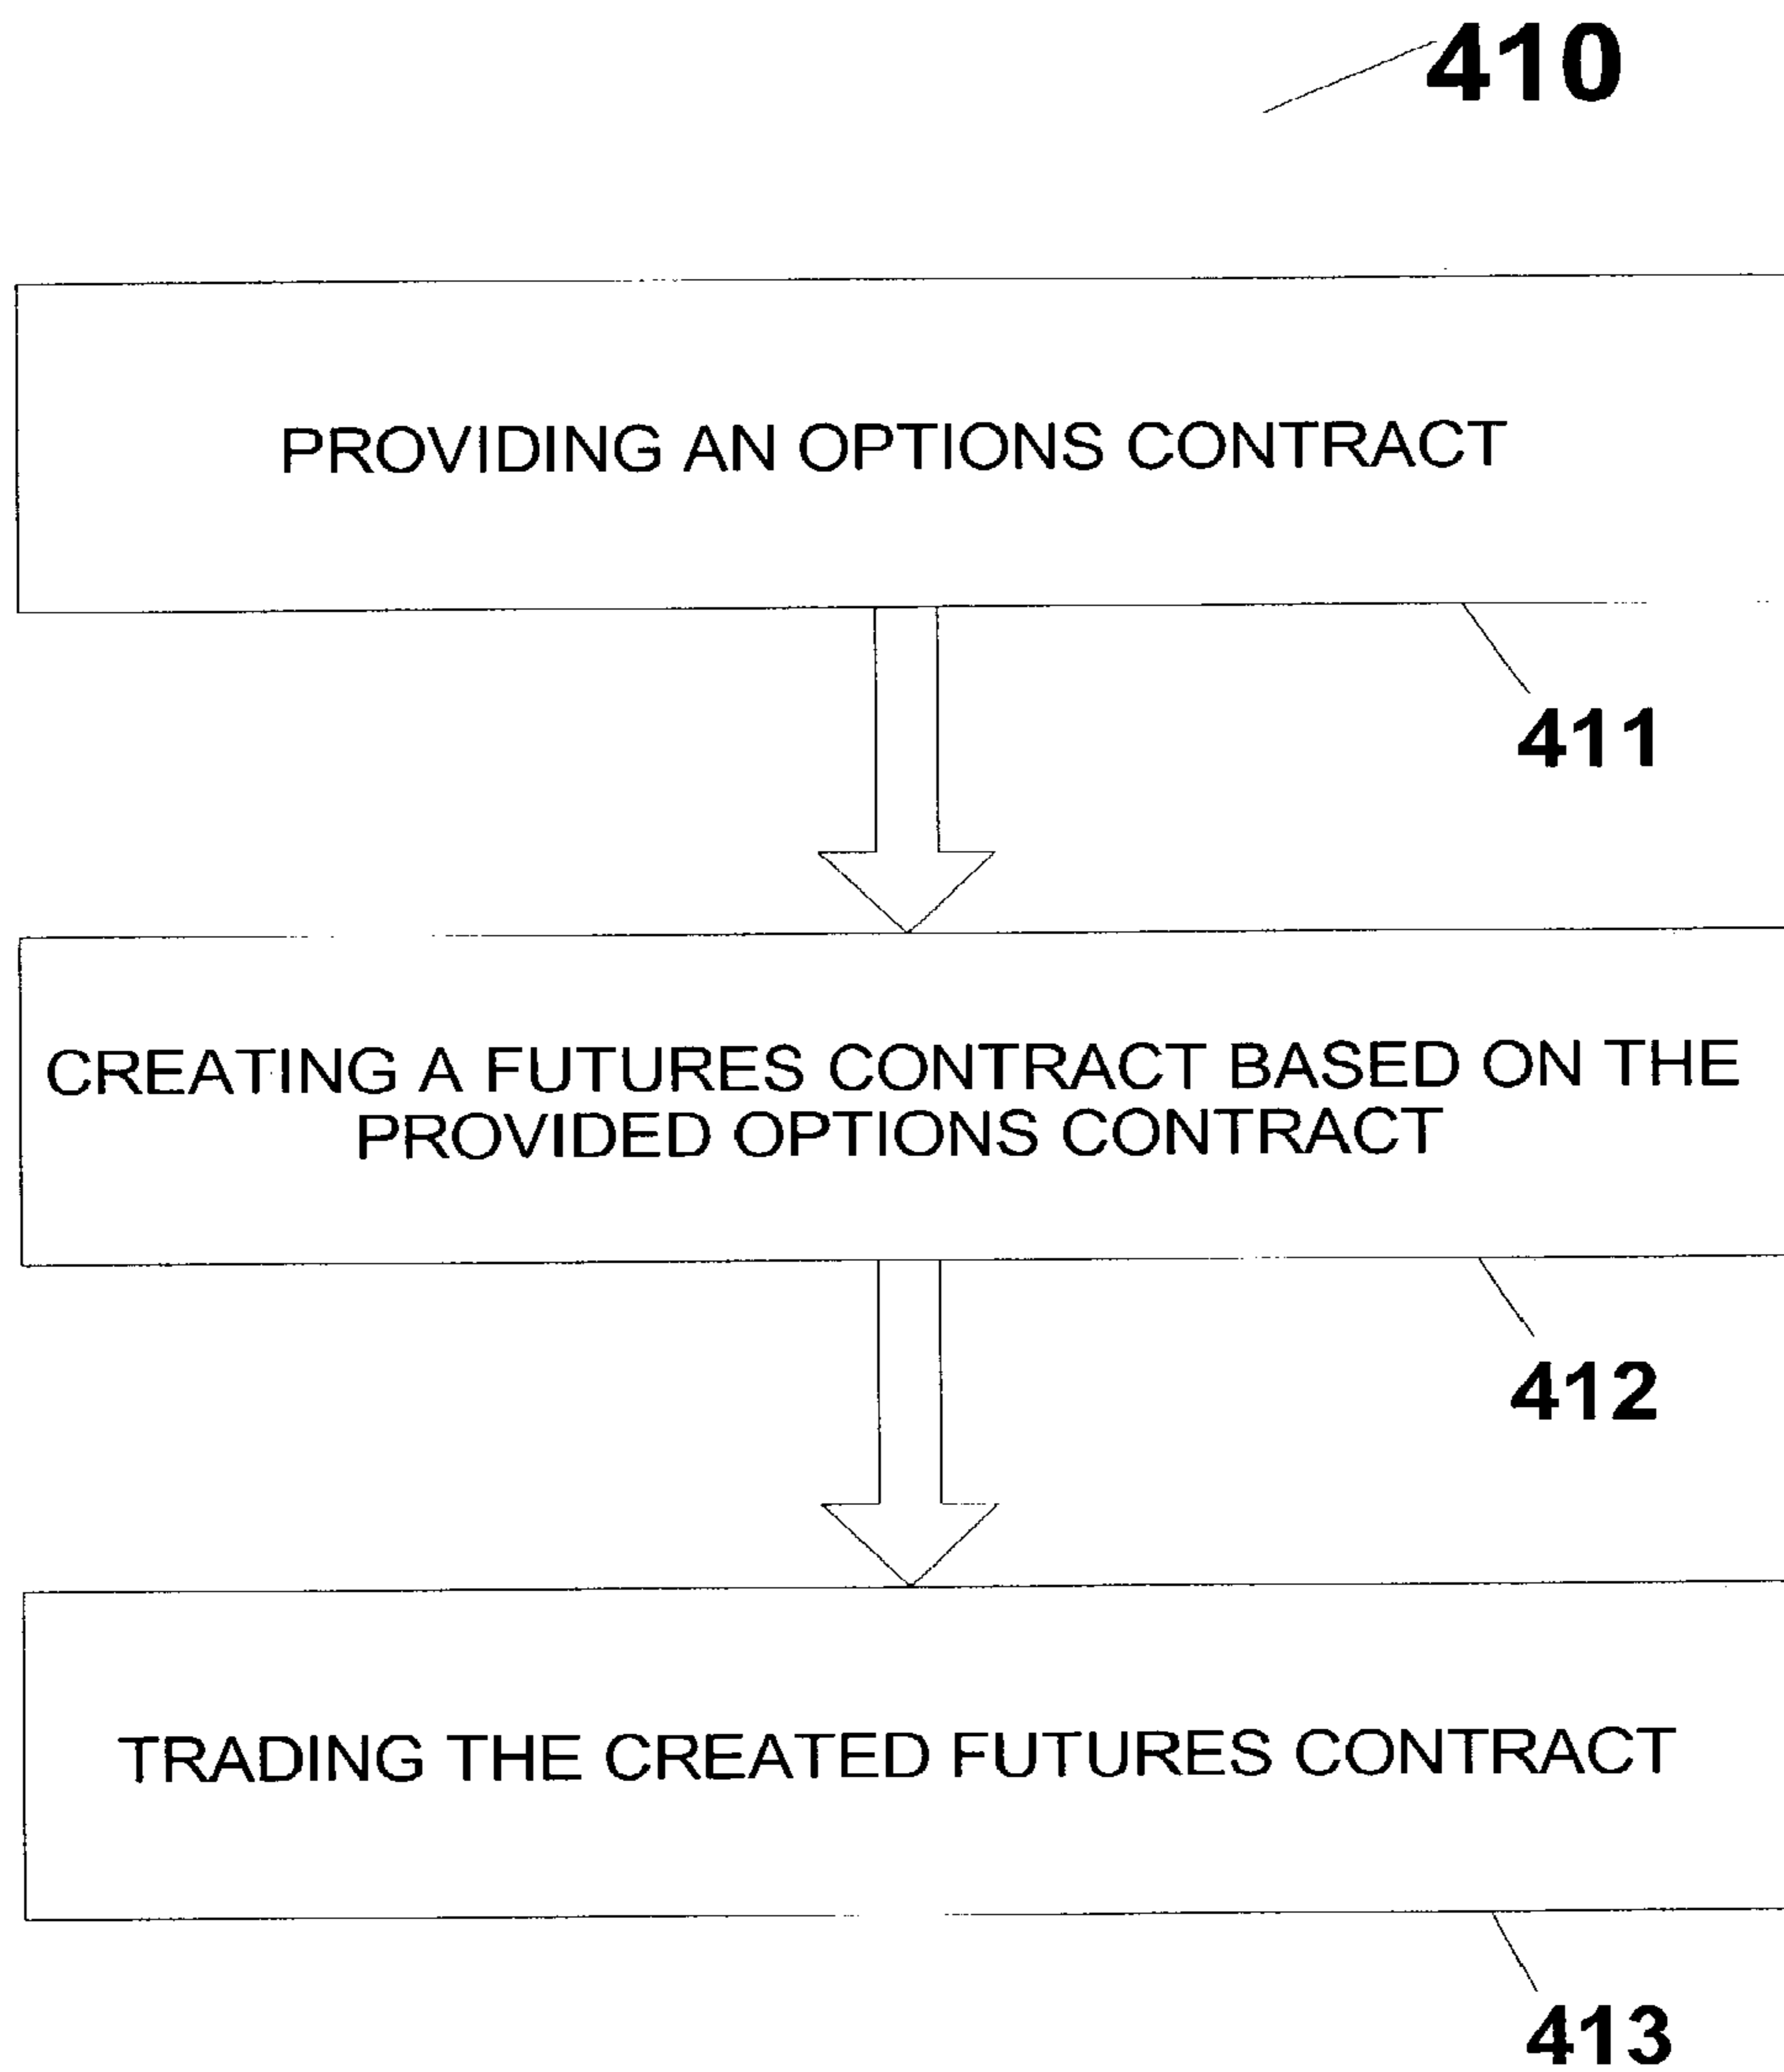 410
PROVIDING AN OPTIONS CONTRACT
411
CREATING A FUTURES CONTRACT BASED ON THE
PROVIDED OPTIONS CONTRACT
412
TRADING THE CREATED FUTURES CONTRACT
413